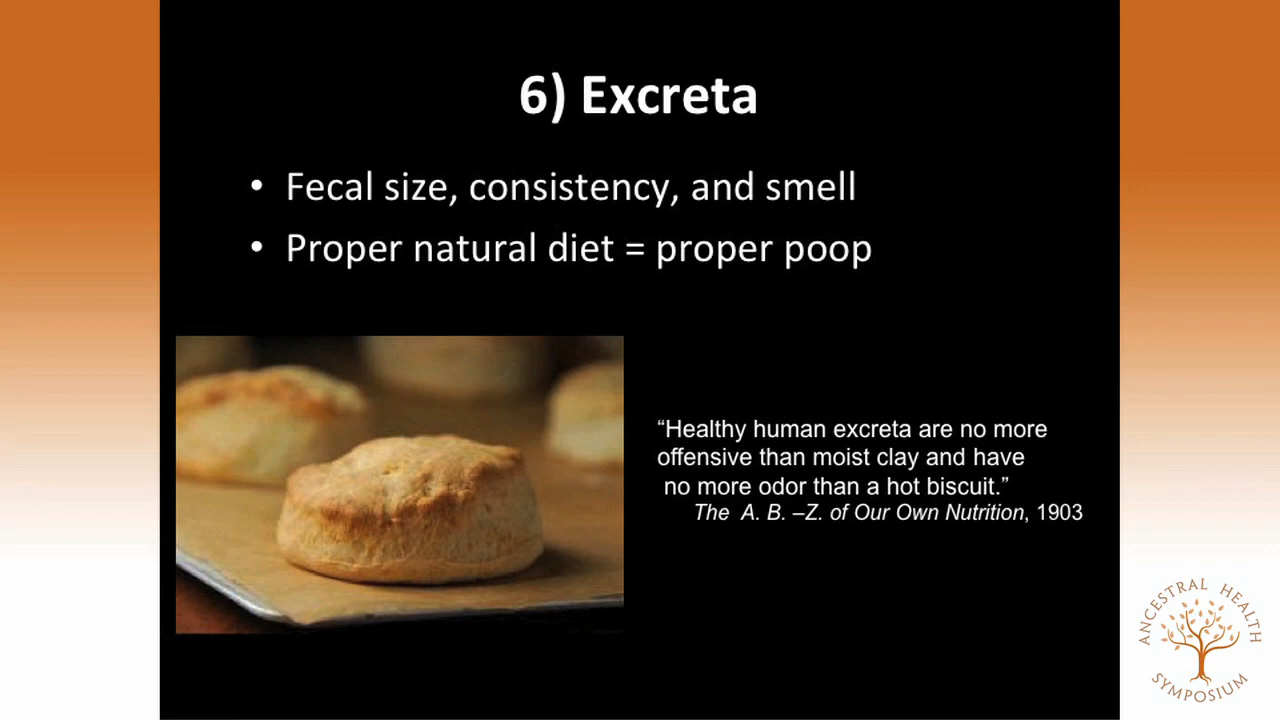 6) Excreta
• Fecal size, consistency, and smell
• Proper natural diet = proper poop
“Healthy human excreta are no more
offensive than moist clay and have
no more odor than a hot biscuit.”
The A. B. –Z. of Our Own Nutrition, 1903
ANCESTRAL HEALTH
SYMPOSIUM